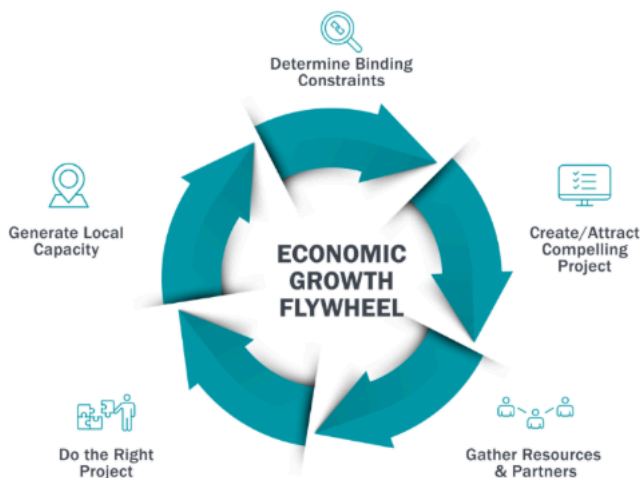 Determine Binding
Constraints
Create/Attract
Compelling
Project
Gather Resources
& Partners
Do the Right
Project
Generate Local
Capacity
ECONOMIC
GROWTH
FLYWHEEL